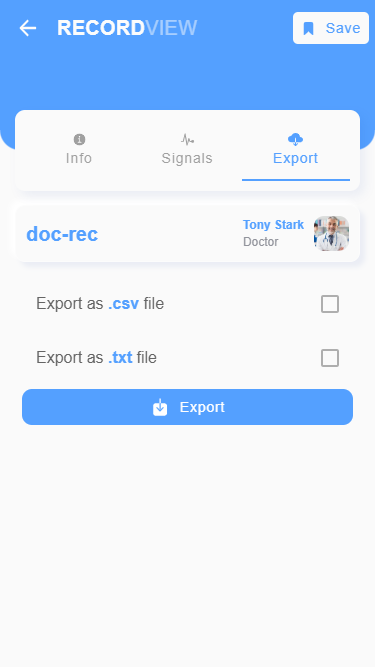 RECORDVIEW
Save
Info
Signals
Export
doc-rec
Tony Stark
Doctor
Export as .csv file
Export as .txt file
Export